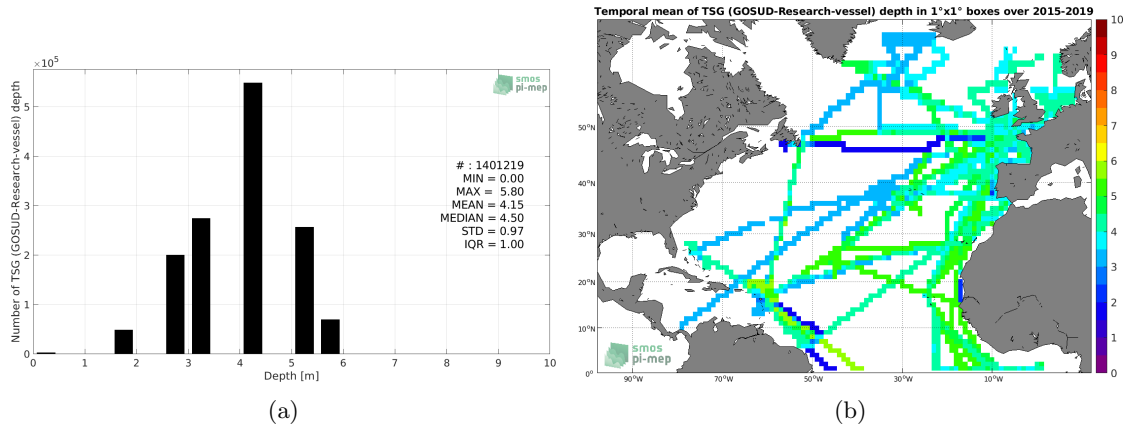 ×10⁵
5
4
3
2
1
0
Number of TSG (GOSUD-Research-vessel) depth
smos
pi-mep
# : 1401219
MIN = 0.00
MAX = 5.80
MEAN = 4.15
MEDIAN = 4.50
STD = 0.97
IQR = 1.00
0 1 2 3 4 5 6 7 8 9 10
Depth [m]
(a)
Temporal mean of TSG (GOSUD-Research-vessel) depth in 1°x1° boxes over 2015-2019
50°N
40°N
30°N
20°N
10°N
0°
90°W 70°W 50°W 30°W 10°W
smos
pi-mep
10
9
8
7
6
5
4
3
2
1
0
(b)